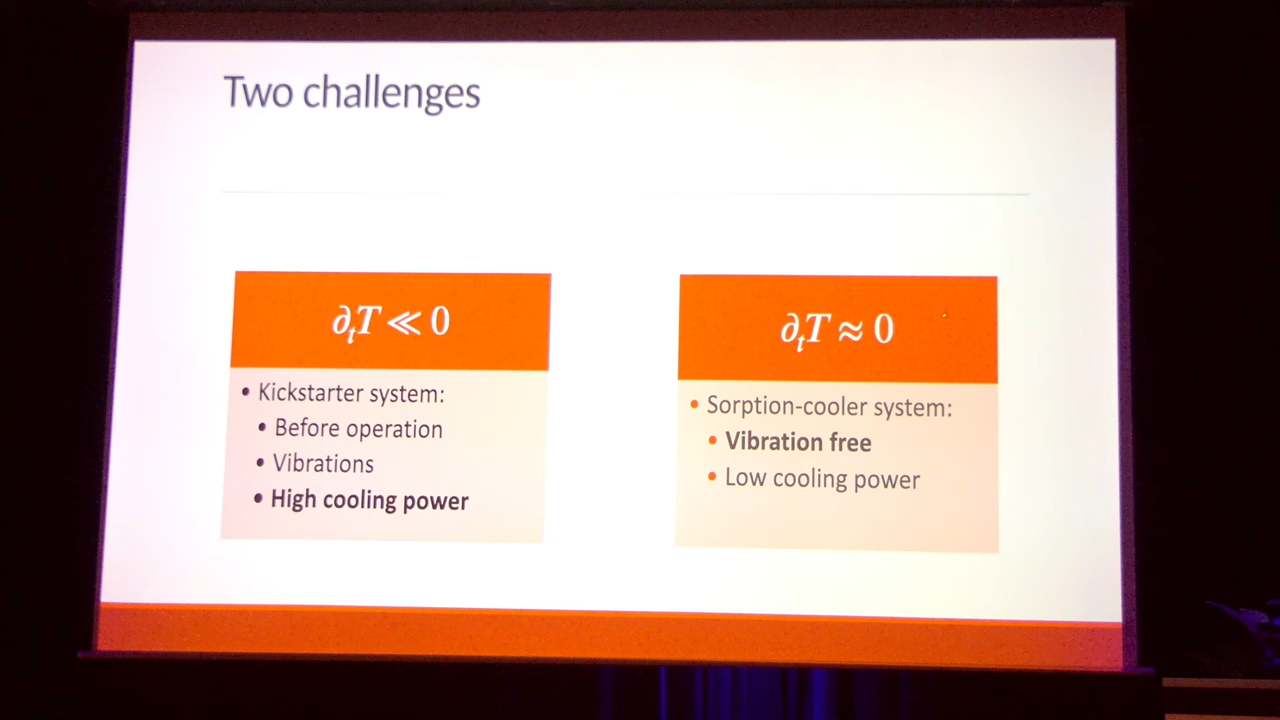 Two challenges
∂ₜT ≪ 0
• Kickstarter system:
• Before operation
• Vibrations
• High cooling power
∂ₜT ≈ 0
• Sorption-cooler system:
• Vibration free
• Low cooling power